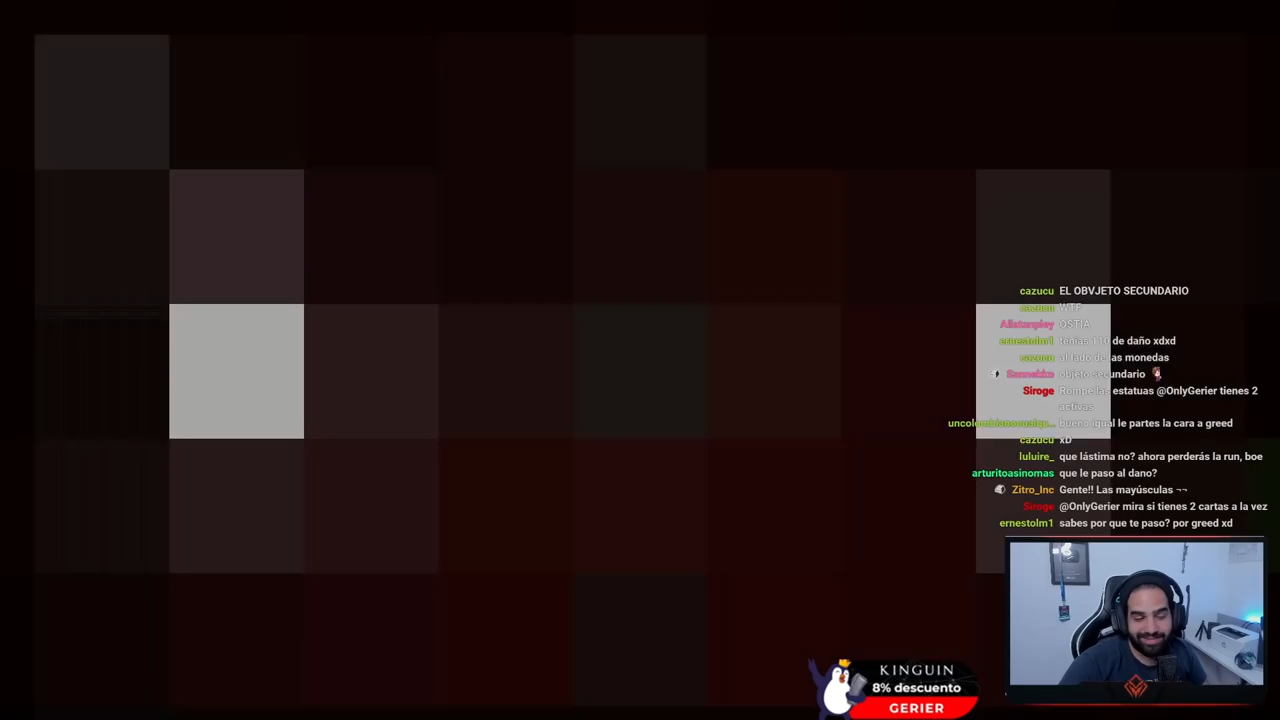 cazucu EL OBVJETO SECUNDARIO
cazucu WTF
Allstarpley OSTIA
ernestolm1 tenias 110 de daño xdxd
cazucu al lado de las monedas
objeto secundario
Siroge Rompe las estatuas @OnlyGerier tienes 2
activas
bueno igual le partes la cara a greed
cazucu xD
luluire_ que lástima no? ahora perderás la run, boe
arturitoasinomas que le paso al dano?
Zitro_Inc Gente!! Las mayúsculas ¬¬
Siroge @OnlyGerier mira si tienes 2 cartas a la vez
ernestolm1 sabes por que te paso? por greed xd
KINGUIN
8% descuento
GERIER